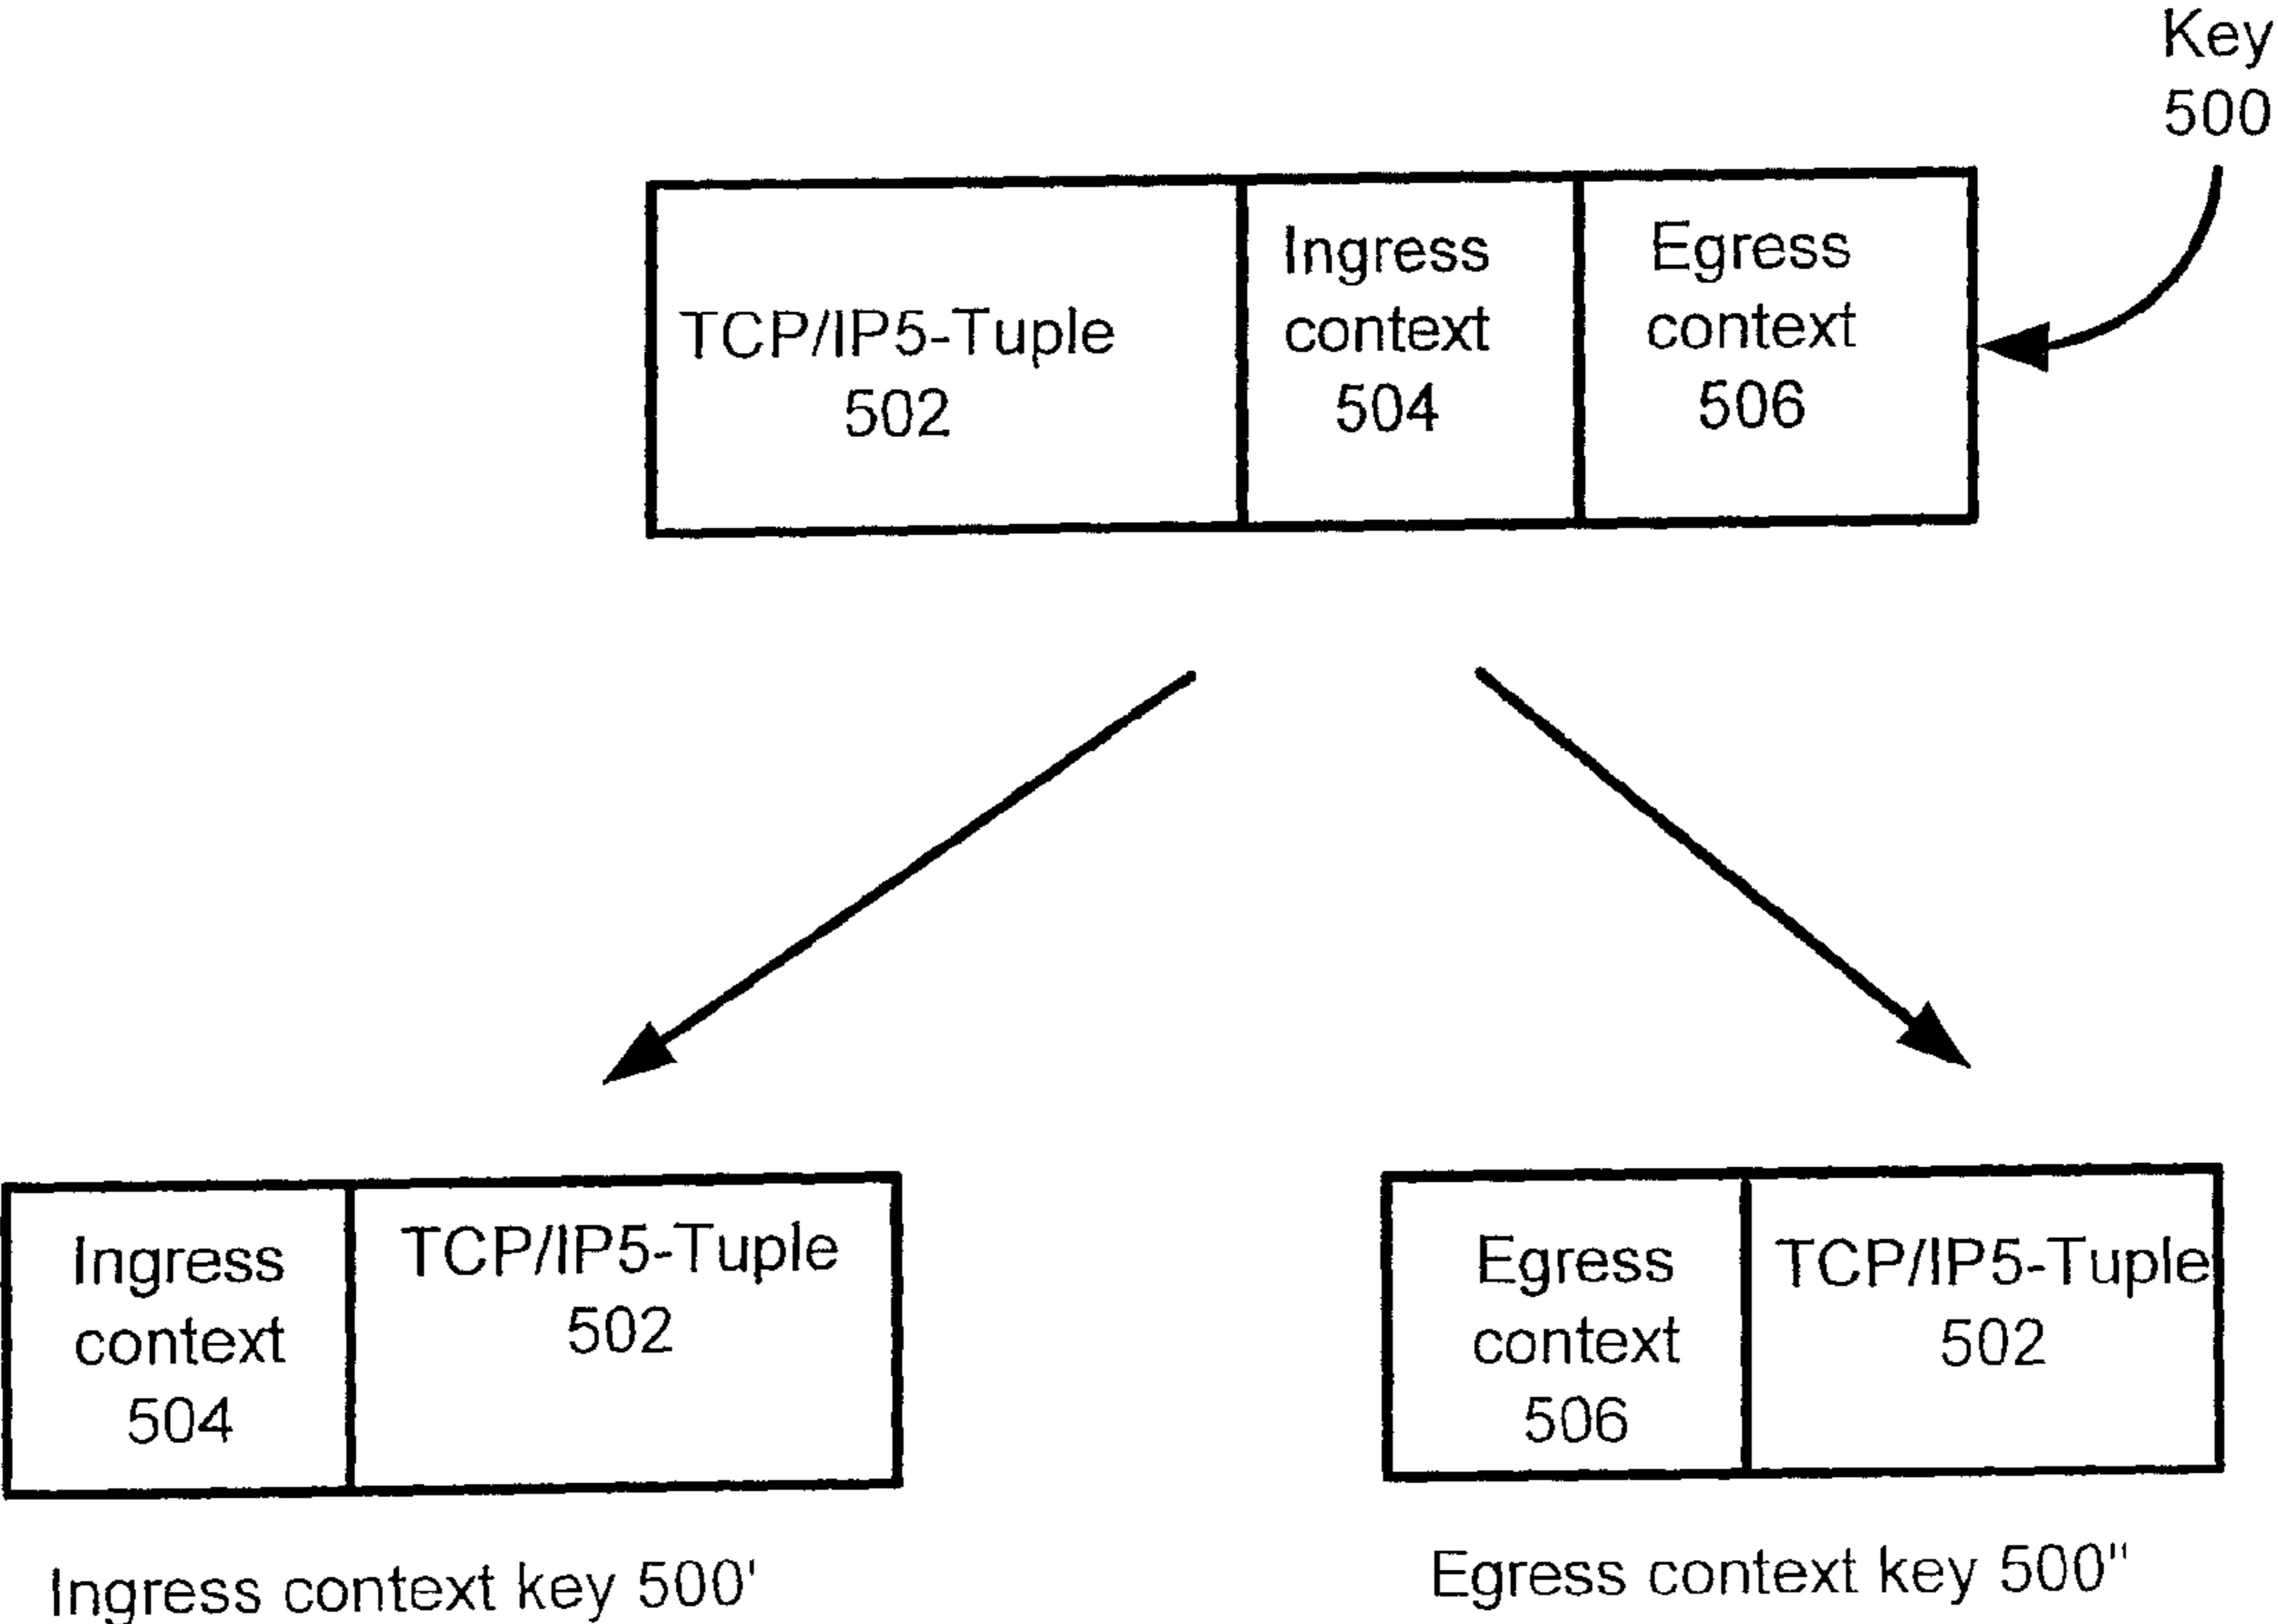 Key
500
TCP/IP5-Tuple
502
Ingress
context
504
Egress
context
506
Ingress
context
504
TCP/IP5-Tuple
502
Egress
context
506
TCP/IP5-Tuple
502
Ingress context key 500'
Egress context key 500"